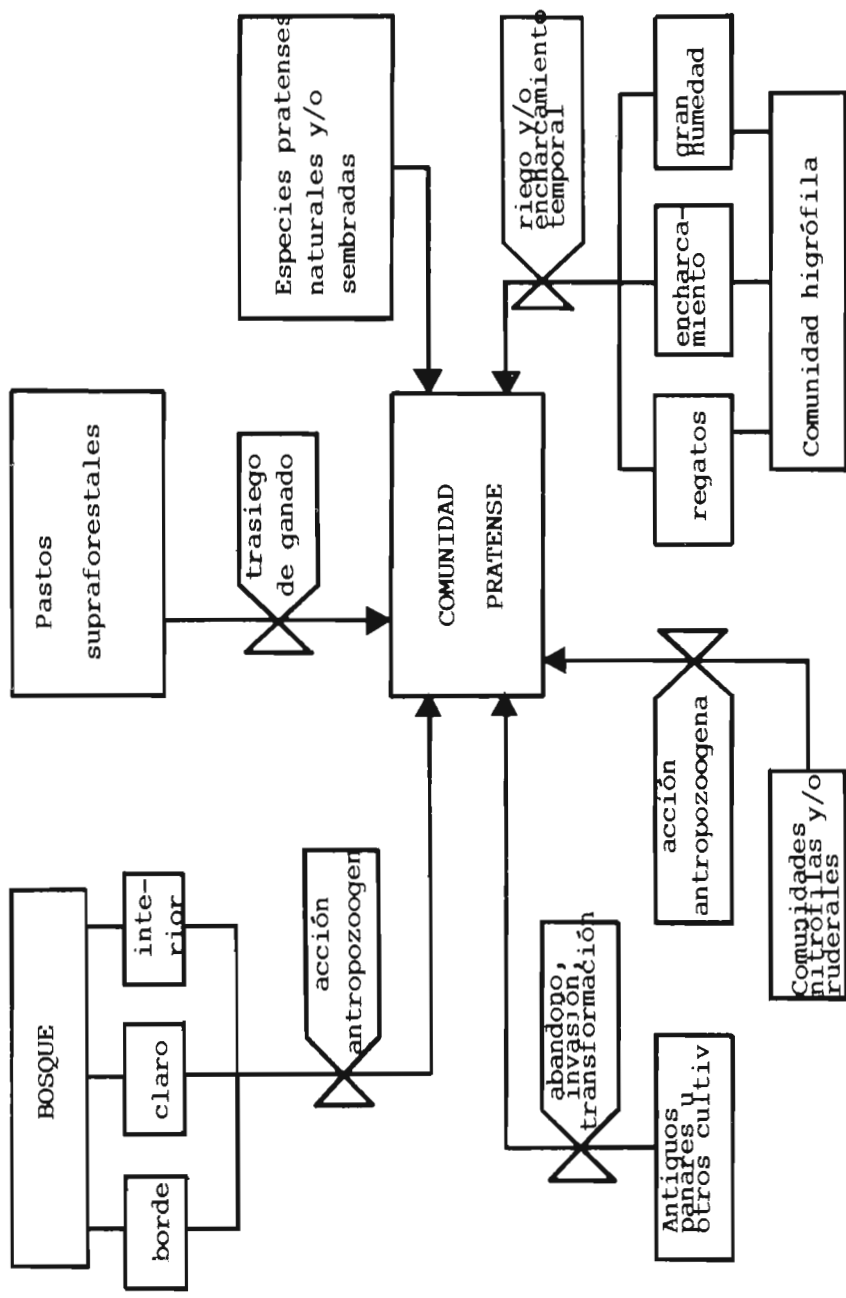 BOSQUE
borde
claro
inte-
rior
acción
antropozoogen
Pastos
supraforestales
trasiego
de ganado
Especies pratenses
naturales y/o
sembradas
COMUNIDAD
PRATENSE
abandono,
invasión,
transformación
Antiguos
panares u
otros cultiv
acción
antropozoogena
Comunidades
nitrófilas y/o
ruderales
riego y/o
encharcamiento
temporal
regatos
encharca-
miento
gran
Humedad
Comunidad higrófila